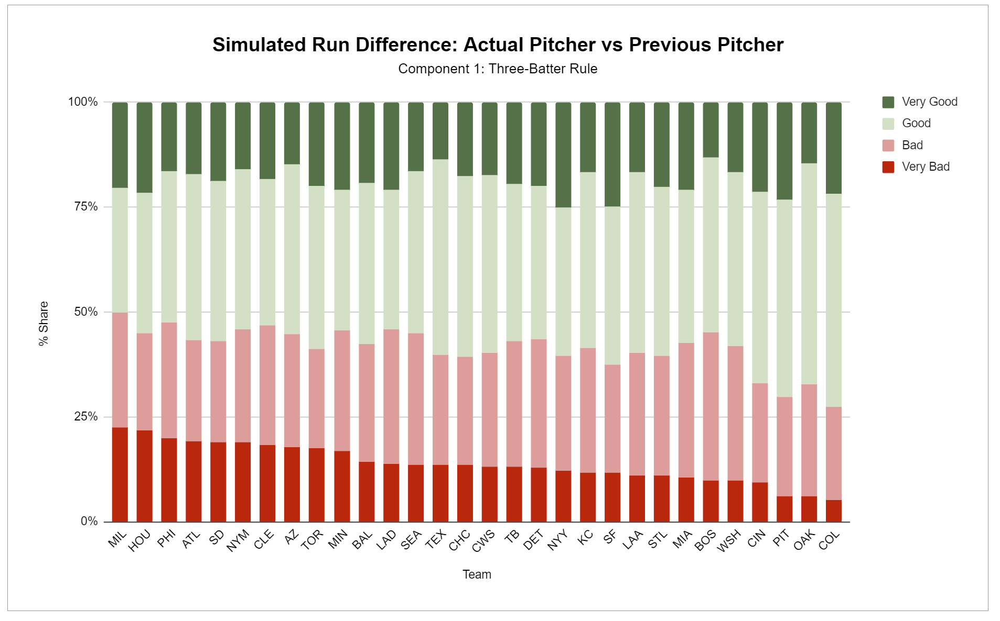 Simulated Run Difference: Actual Pitcher vs Previous Pitcher
Component 1: Three-Batter Rule
100%
75%
50%
25%
0%
% Share
Very Good
Good
Bad
Very Bad
MIL
HOU
PHI
ATL
SD
NYM
CLE
AZ
TOR
MIN
BAL
LAD
SEA
TEX
CHC
CWS
TB
DET
NYY
KC
SF
LAA
STL
MIA
BOS
WSH
CIN
PIT
OAK
COL
Team